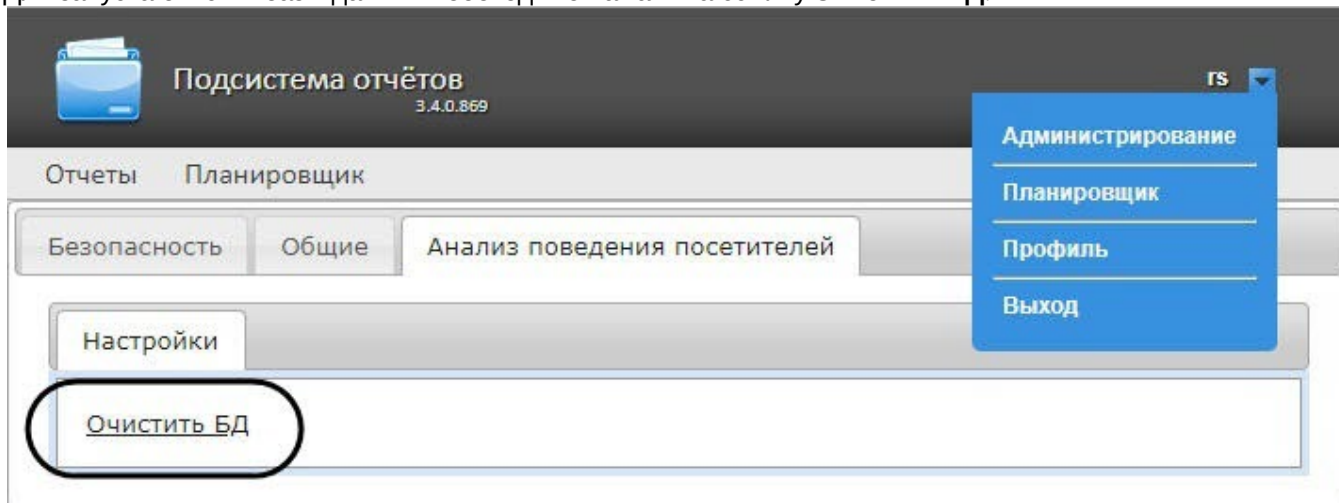 Подсистема отчётов
3.4.0.869
rs
Администрирование
Планировщик
Профиль
Выход
Отчеты Планировщик
Безопасность Общие Анализ поведения посетителей
Настройки
Очистить БД